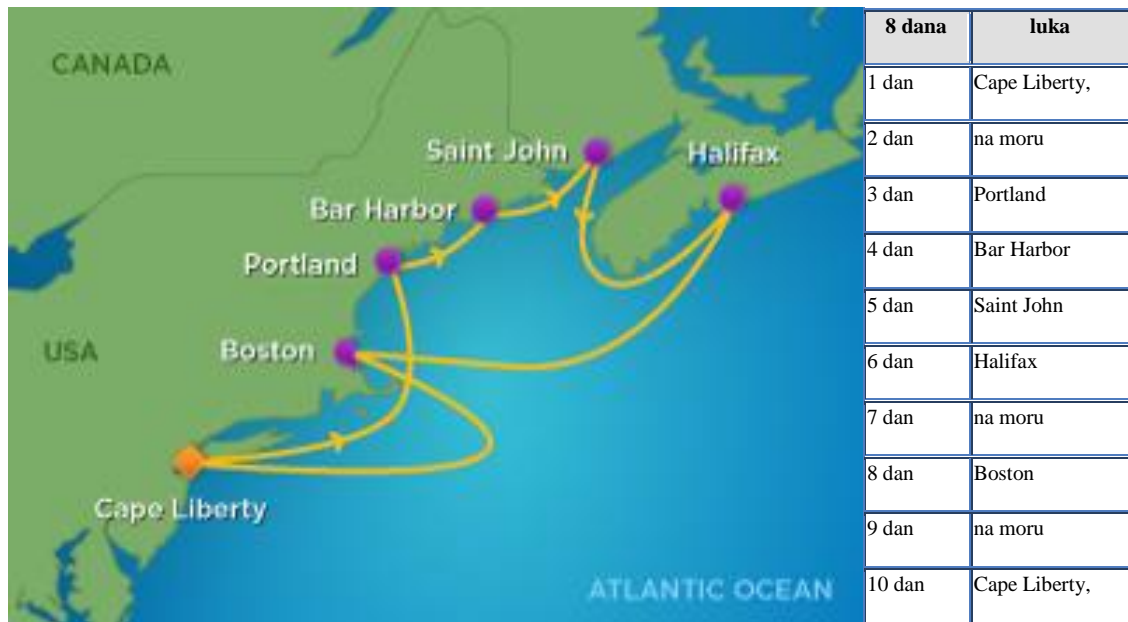 CANADA
Saint John
Halifax
Bar Harbor
Portland
USA
Boston
Cape Liberty
ATLANTIC OCEAN
8 dana luka
1 dan Cape Liberty,
2 dan na moru
3 dan Portland
4 dan Bar Harbor
5 dan Saint John
6 dan Halifax
7 dan na moru
8 dan Boston
9 dan na moru
10 dan Cape Liberty,